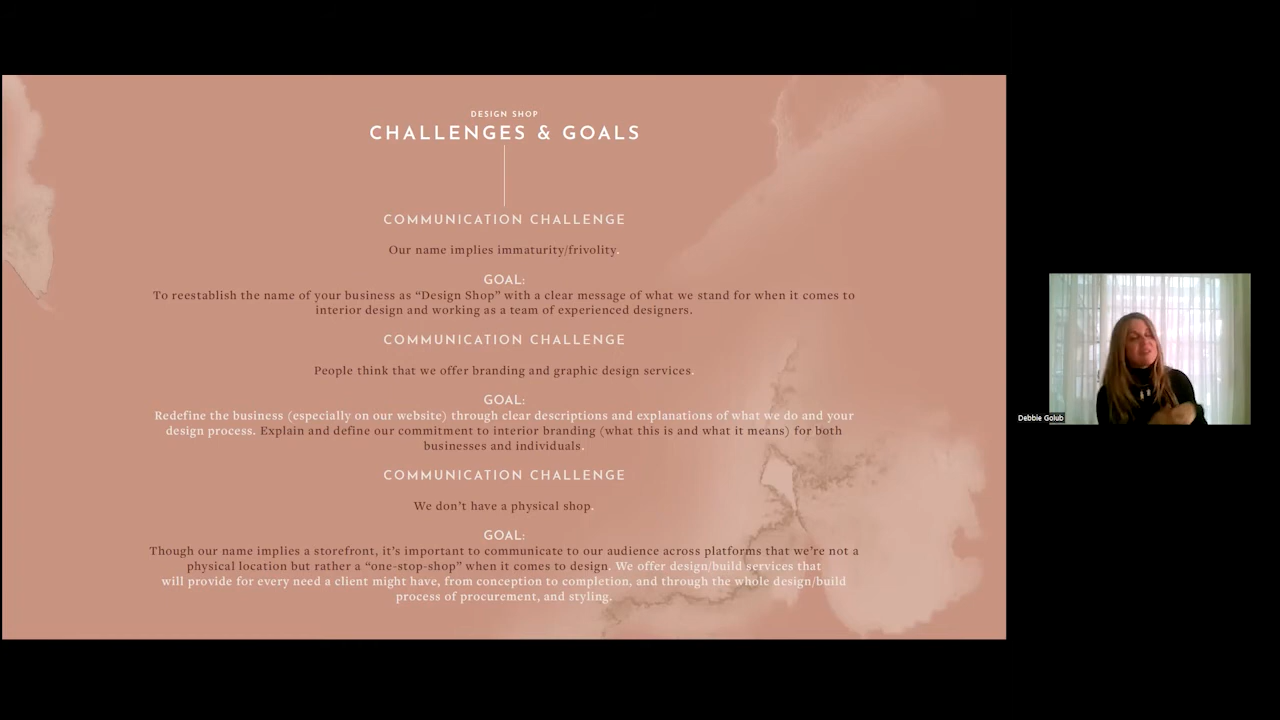 DESIGN SHOP
CHALLENGES & GOALS
COMMUNICATION CHALLENGE
Our name implies immaturity/frivolity.
GOAL:
To reestablish the name of your business as “Design Shop” with a clear message of what we stand for when it comes to
interior design and working as a team of experienced designers.
COMMUNICATION CHALLENGE
People think that we offer branding and graphic design services.
GOAL:
Redefine the business (especially on our website) through clear descriptions and explanations of what we do and your
design process. Explain and define our commitment to interior branding (what this is and what it means) for both
businesses and individuals.
COMMUNICATION CHALLENGE
We don’t have a physical shop.
GOAL:
Though our name implies a storefront, it’s important to communicate to our audience across platforms that we’re not a
physical location but rather a “one-stop-shop” when it comes to design. We offer design/build services that
will provide for every need a client might have, from conception to completion, and through the whole design/build
process of procurement, and styling.
Debbie Golub